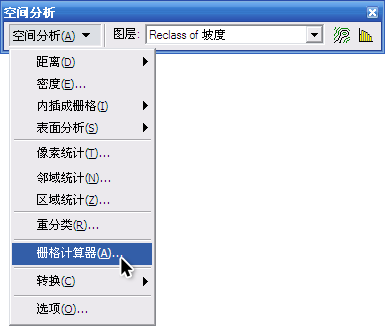 空间分析
空间分析(A) 图层: Reclass of 坡度
距离(D)
密度(E)...
内插成栅格(I)
表面分析(S)
像素统计(T)...
邻域统计(N)...
区域统计(Z)...
重分类(R)...
栅格计算器(A)...
转换(C)
选项(O)...